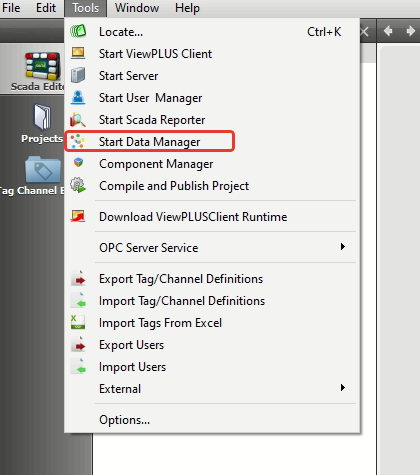 File Edit Tools Window Help
Locate... Ctrl+K
Start ViewPLUS Client
Start Server
Start User Manager
Start Scada Reporter
Start Data Manager
Component Manager
Compile and Publish Project
Download ViewPLUSClient Runtime
OPC Server Service
Export Tag/Channel Definitions
Import Tag/Channel Definitions
Import Tags From Excel
Export Users
Import Users
External
Options...
Scada Edito
Projects
Tag Channel E